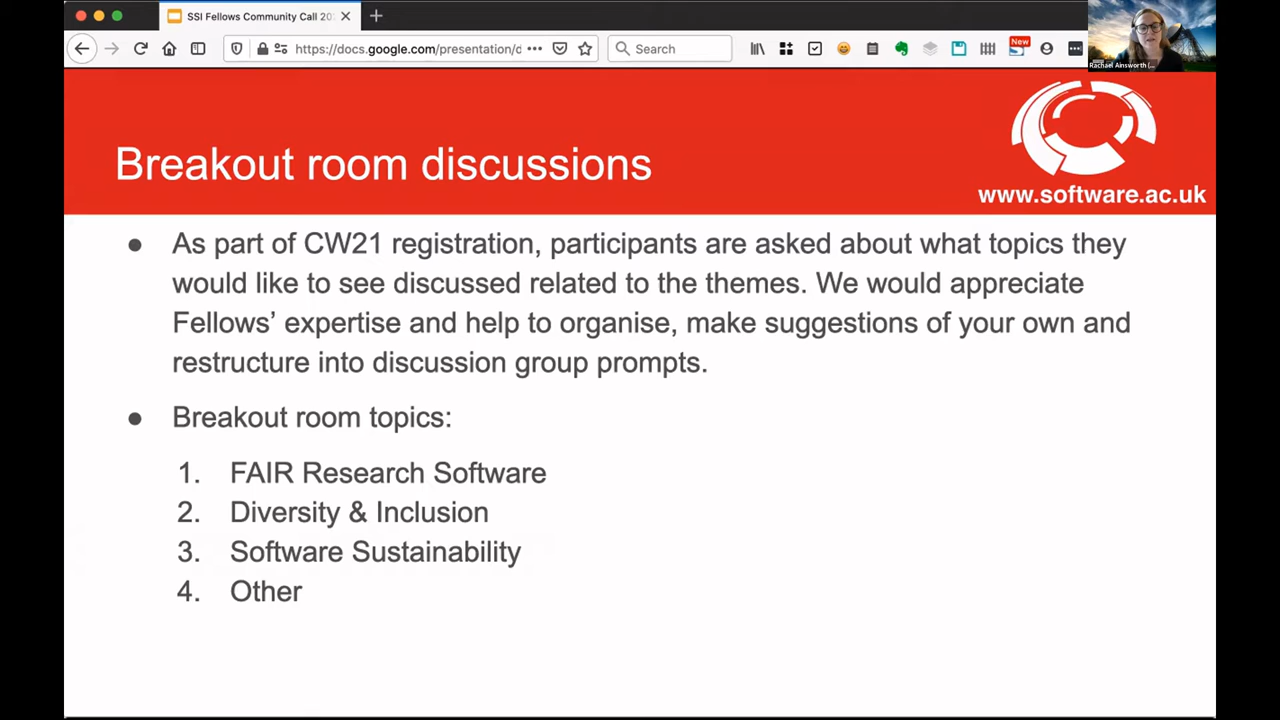 SSI Fellows Community Call 20
https://docs.google.com/presentation/d
Search
New
Rachael Ainsworth (...
www.software.ac.uk
Breakout room discussions
● As part of CW21 registration, participants are asked about what topics they
would like to see discussed related to the themes. We would appreciate
Fellows’ expertise and help to organise, make suggestions of your own and
restructure into discussion group prompts.
● Breakout room topics:
1. FAIR Research Software
2. Diversity & Inclusion
3. Software Sustainability
4. Other